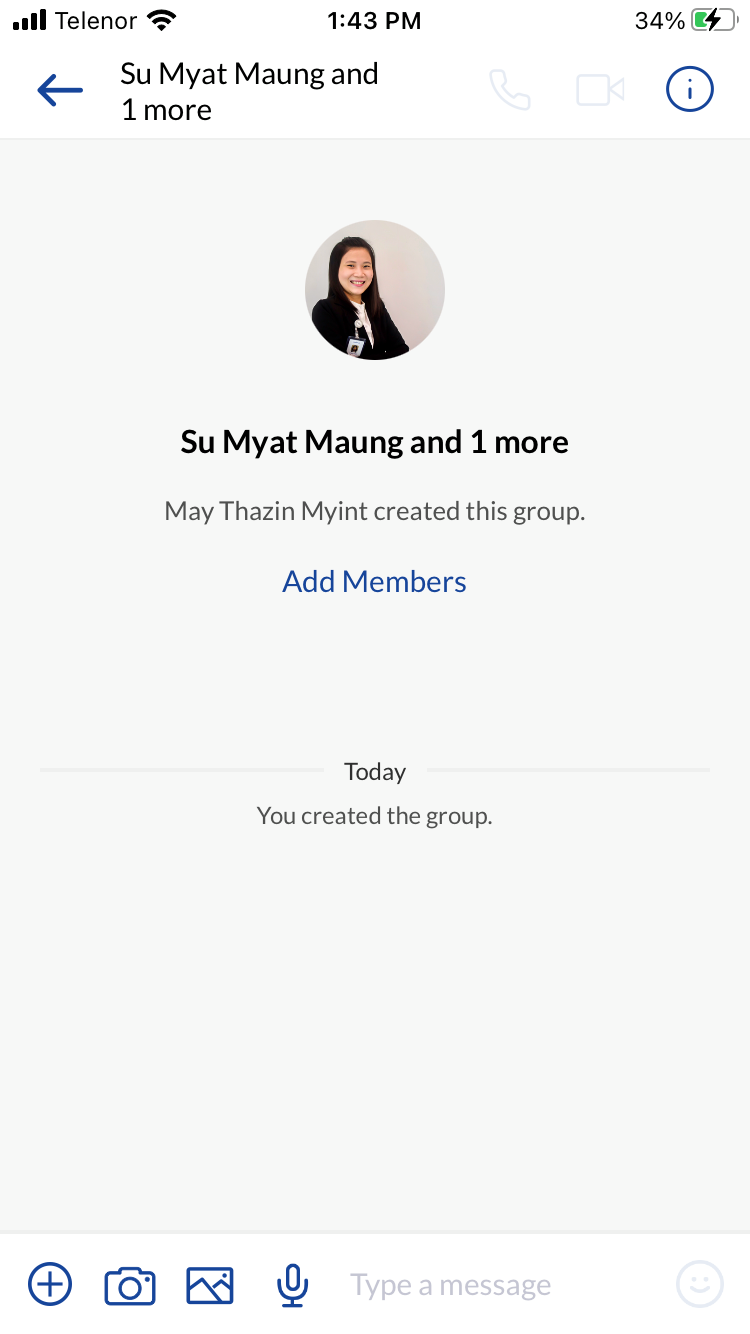 Telenor 1:43 PM 34%
Su Myat Maung and
1 more
Su Myat Maung and 1 more
May Thazin Myint created this group.
Add Members
Today
You created the group.
Type a message